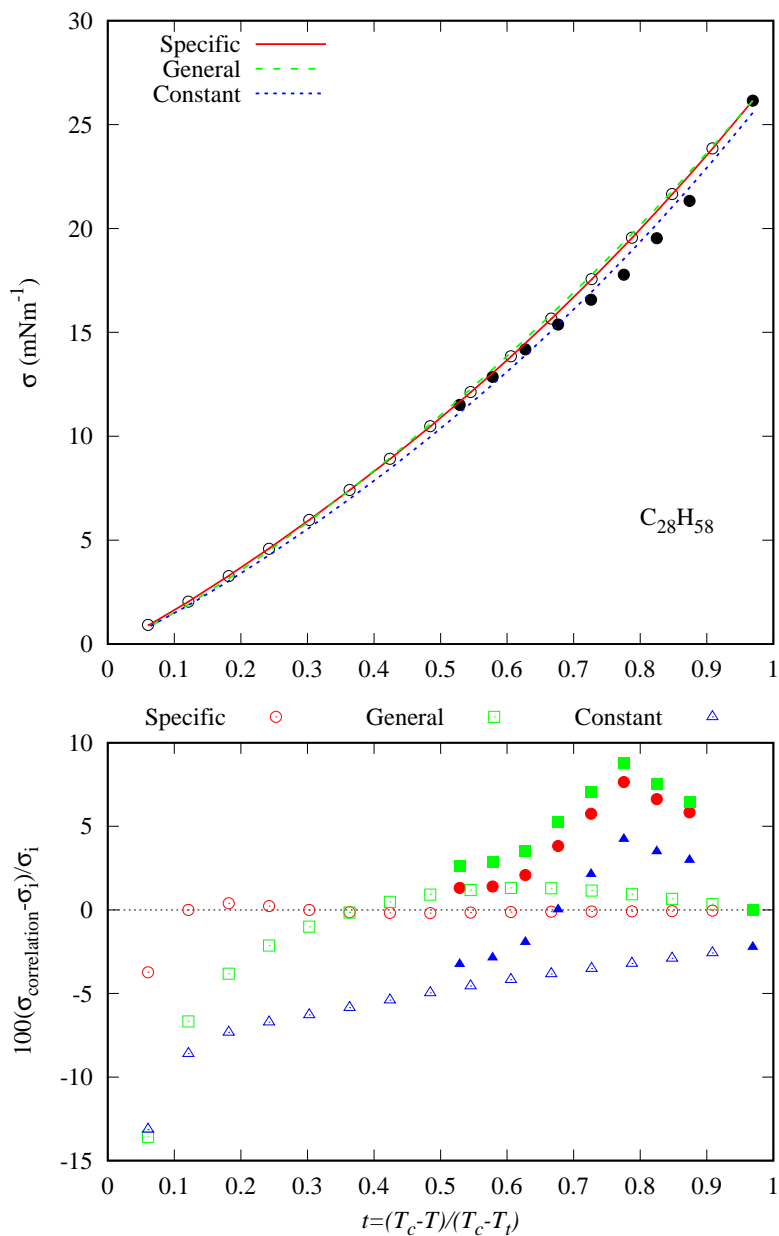 30
25
20
15
10
5
0
σ (mNm⁻¹)
Specific
General
Constant
C₂₈H₅₈
0 0.1 0.2 0.3 0.4 0.5 0.6 0.7 0.8 0.9 1
Specific General Constant
10
5
0
-5
-10
-15
100(σcorrelation-σi)/σi
0 0.1 0.2 0.3 0.4 0.5 0.6 0.7 0.8 0.9 1
t=(Tc-T)/(Tc-Tt)